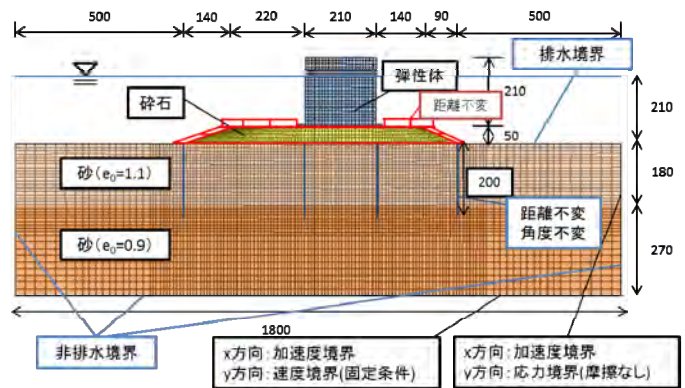 500
140
220
210
140
90
500
排水境界
弾性体
210
砕石
距離不変
50
210
砂(e₀=1.1)
200
180
距離不変
角度不変
砂(e₀=0.9)
270
1800
非排水境界
x方向:加速度境界
y方向:速度境界(固定条件)
x方向:加速度境界
y方向:応力境界(摩擦なし)